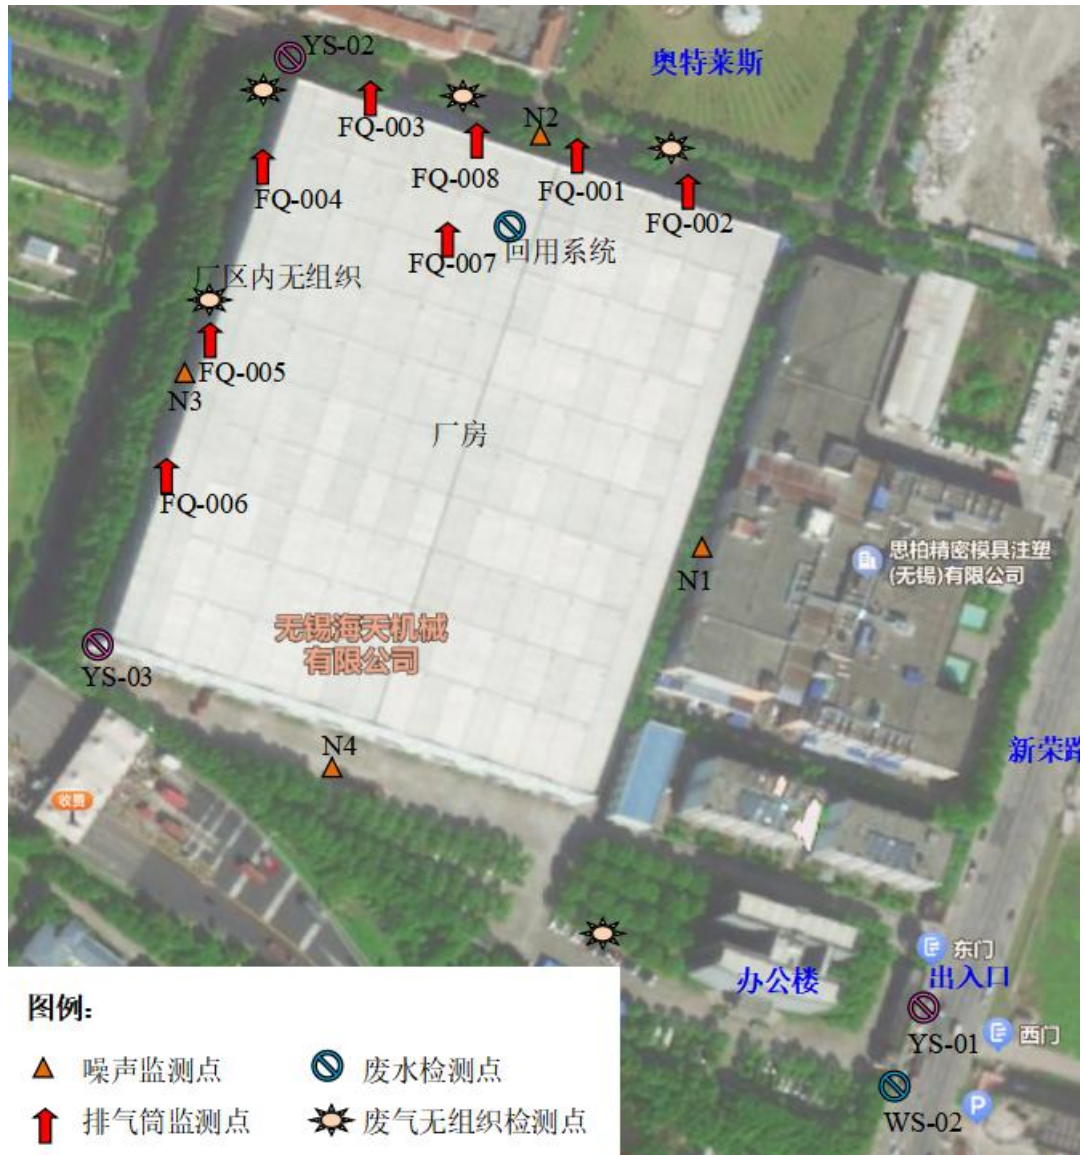 YS-02
奥特莱斯
FQ-003
N2
FQ-008
FQ-001
FQ-004
FQ-002
回用系统
FQ-007
厂区内无组织
FQ-005
N3
厂房
FQ-006
思柏精密模具注塑
(无锡)有限公司
N1
无锡海天机械
有限公司
YS-03
N4
新荣路
收费
东门
办公楼
出入口
西门
YS-01
P
WS-02
图例:
噪声监测点
废水检测点
排气筒监测点
废气无组织检测点